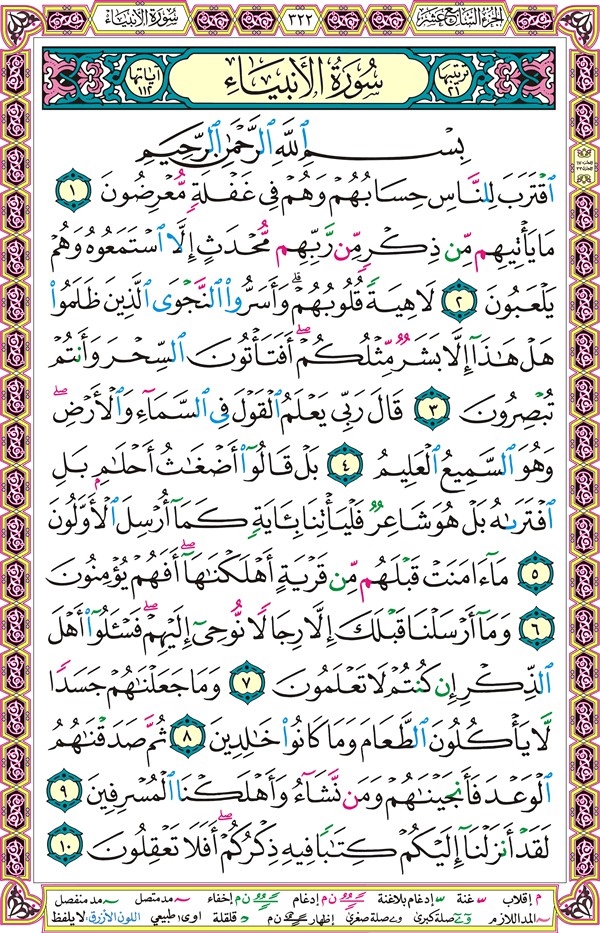 الجزء السابع عشر
٣٢٢
سورة الأنبياء
ترتيبها ٢١
سُورَةُ الأَنبِيَاءِ
آياتها ١١٢
بِسْمِ ٱللَّهِ ٱلرَّحْمَٰنِ ٱلرَّحِيمِ
ٱقْتَرَبَ لِلنَّاسِ حِسَابُهُمْ وَهُمْ فِى غَفْلَةٍ مُّعْرِضُونَ ١
مَا يَأْتِيهِم مِّن ذِكْرٍ مِّن رَّبِّهِم مُّحْدَثٍ إِلَّا ٱسْتَمَعُوهُ وَهُمْ
يَلْعَبُونَ ٢ لَاهِيَةً قُلُوبُهُمْ ۗ وَأَسَرُّوا۟ ٱلنَّجْوَى ٱلَّذِينَ ظَلَمُوا۟
هَلْ هَٰذَآ إِلَّا بَشَرٌ مِّثْلُكُمْ ۖ أَفَتَأْتُونَ ٱلسِّحْرَ وَأَنتُمْ
تُبْصِرُونَ ٣ قَالَ رَبِّى يَعْلَمُ ٱلْقَوْلَ فِى ٱلسَّمَآءِ وَٱلْأَرْضِ ۖ
وَهُوَ ٱلسَّمِيعُ ٱلْعَلِيمُ ٤ بَلْ قَالُوٓا۟ أَضْغَٰثُ أَحْلَٰمٍۭ بَلِ
ٱفْتَرَىٰهُ بَلْ هُوَ شَاعِرٌ فَلْيَأْتِنَا بِـَٔايَةٍ كَمَآ أُرْسِلَ ٱلْأَوَّلُونَ
٥ مَآ ءَامَنَتْ قَبْلَهُم مِّن قَرْيَةٍ أَهْلَكْنَٰهَآ ۖ أَفَهُمْ يُؤْمِنُونَ
٦ وَمَآ أَرْسَلْنَا قَبْلَكَ إِلَّا رِجَالًا نُّوحِىٓ إِلَيْهِمْ ۖ فَسْـَٔلُوٓا۟ أَهْلَ
ٱلذِّكْرِ إِن كُنتُمْ لَا تَعْلَمُونَ ٧ وَمَا جَعَلْنَٰهُمْ جَسَدًا
لَّا يَأْكُلُونَ ٱلطَّعَامَ وَمَا كَانُوا۟ خَٰلِدِينَ ٨ ثُمَّ صَدَقْنَٰهُمُ
ٱلْوَعْدَ فَأَنجَيْنَٰهُمْ وَمَن نَّشَآءُ وَأَهْلَكْنَا ٱلْمُسْرِفِينَ ٩
لَقَدْ أَنزَلْنَآ إِلَيْكُمْ كِتَٰبًا فِيهِ ذِكْرُكُمْ ۖ أَفَلَا تَعْقِلُونَ ١٠
م إقلاب غنة إدغام بلاغنة ن م إدغام ن م إخفاء مد متصل مد منفصل
المد اللازم صلة كبرى صلة صغرى إظهار ن م قلقلة اوى؛ طبيعي اللون الأزرق؛ لا يلفظ